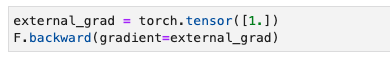 external_grad = torch.tensor([1.])
F.backward(gradient=external_grad)